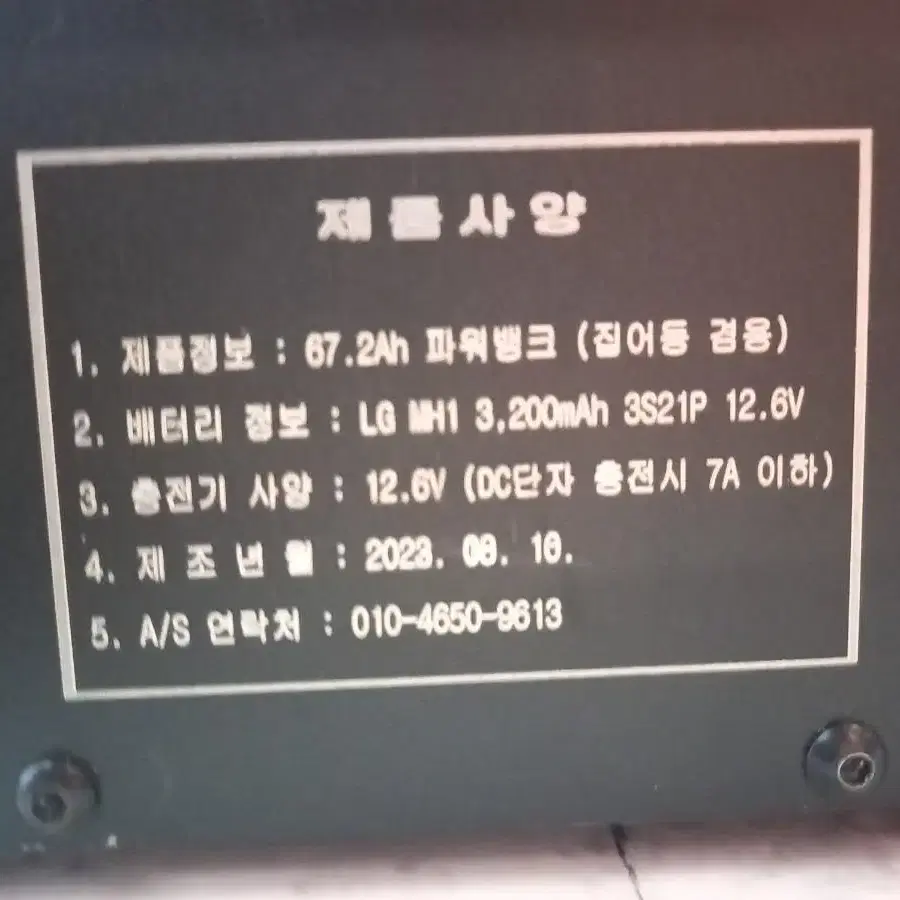 제품사양
1. 제품정보 : 67.2Ah 파워뱅크 (집어등 겸용)
2. 배터리 정보 : LG MH1 3,200mAh 3S21P 12.6V
3. 충전기 사양 : 12.6V (DC단자 충전시 7A 이하)
4. 제 조 년 월 : 2023.
5. A/S 연락처 : 010-4650-9613